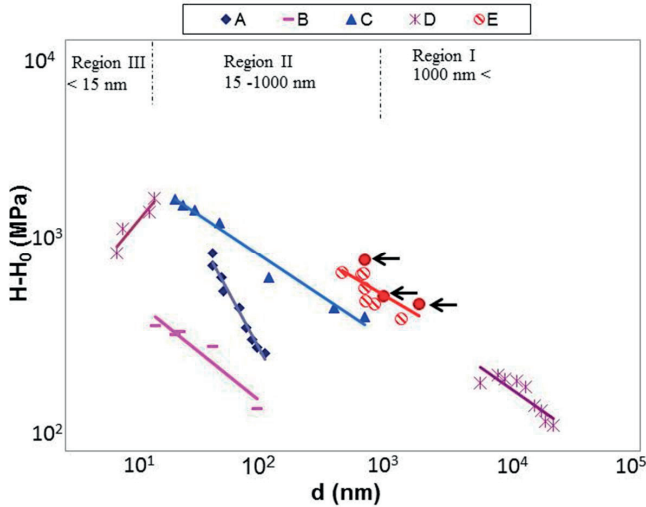 A B C D E
10⁴
Region III
< 15 nm
Region II
15 -1000 nm
Region I
1000 nm <
10³
10²
H-H₀ (MPa)
10¹ 10² 10³ 10⁴ 10⁵
d (nm)